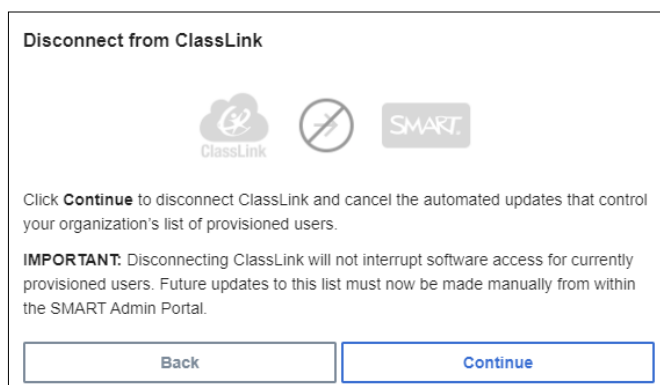 Disconnect from ClassLink
ClassLink
SMART
Click Continue to disconnect ClassLink and cancel the automated updates that control
your organization's list of provisioned users.
IMPORTANT: Disconnecting ClassLink will not interrupt software access for currently
provisioned users. Future updates to this list must now be made manually from within
the SMART Admin Portal.
Back
Continue